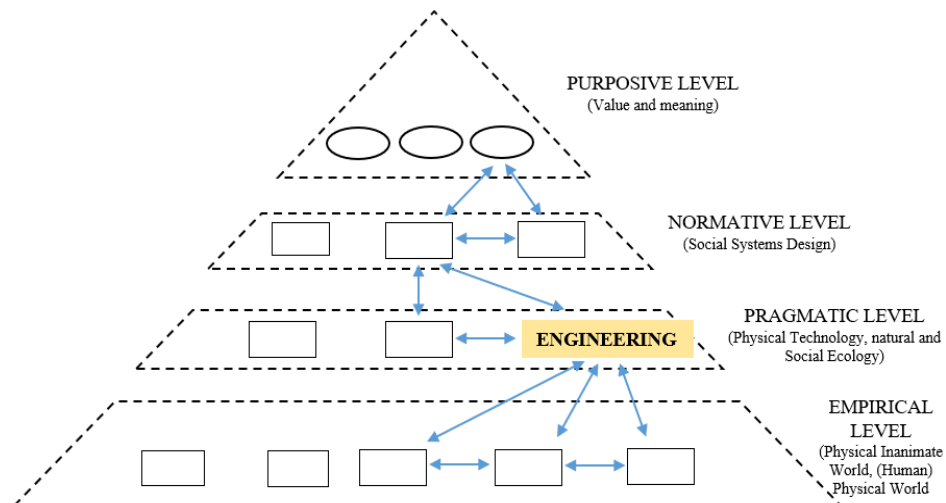 PURPOSIVE LEVEL
(Value and meaning)
NORMATIVE LEVEL
(Social Systems Design)
PRAGMATIC LEVEL
(Physical Technology, natural and
Social Ecology)
ENGINEERING
EMPIRICAL
LEVEL
(Physical Inanimate
World, (Human)
Physical World